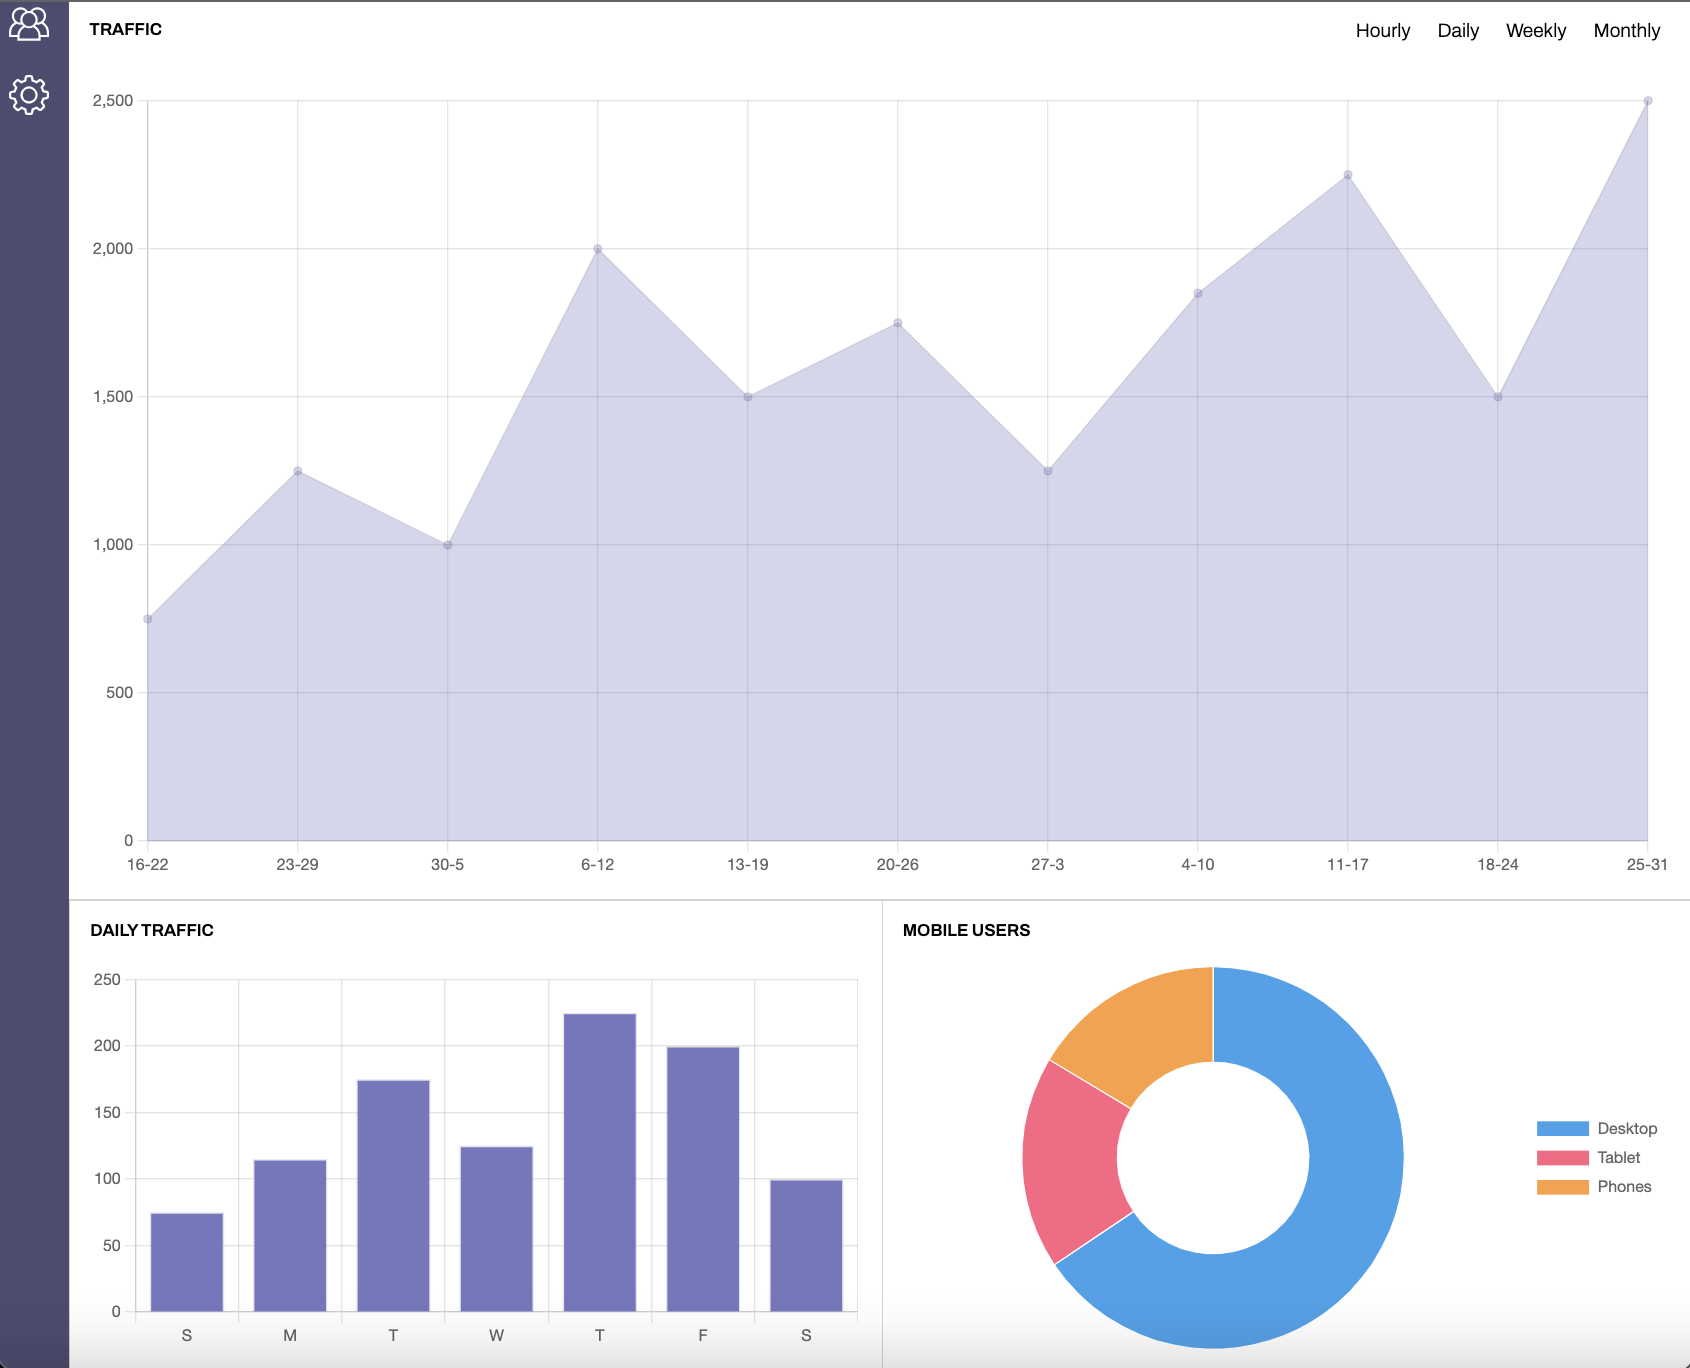 TRAFFIC
Hourly Daily Weekly Monthly
2,500
2,000
1,500
1,000
500
0
16-22 23-29 30-5 6-12 13-19 20-26 27-3 4-10 11-17 18-24 25-31
DAILY TRAFFIC
250
200
150
100
50
0
S M T W T F S
MOBILE USERS
Desktop
Tablet
Phones